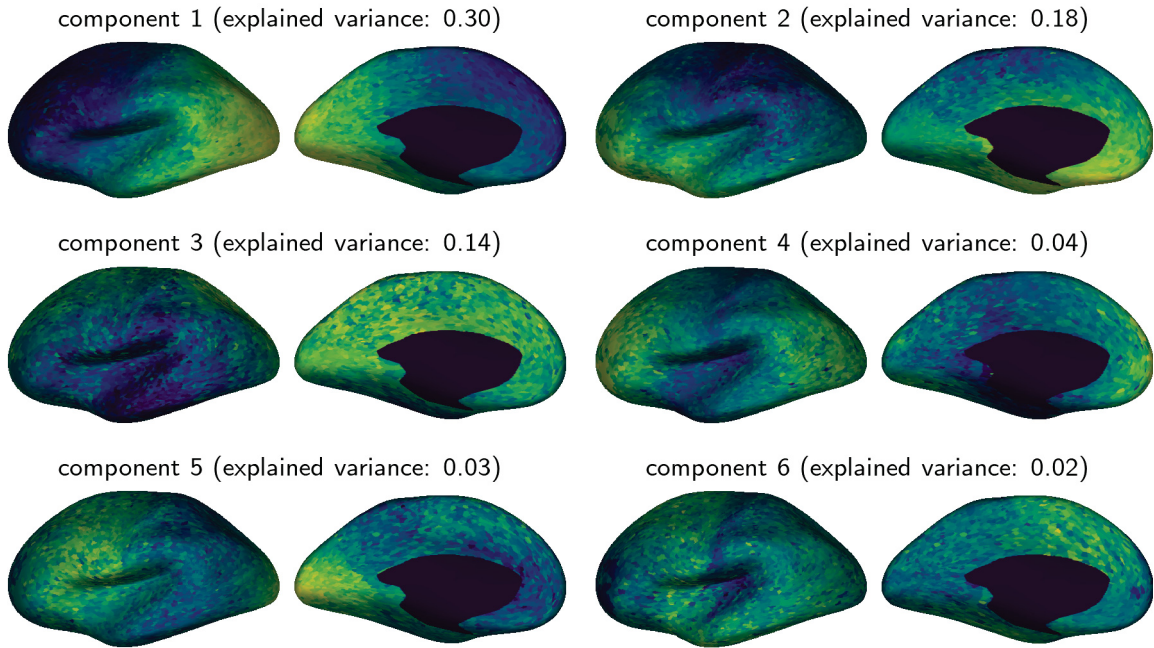 component 1 (explained variance: 0.30)
component 2 (explained variance: 0.18)
component 3 (explained variance: 0.14)
component 4 (explained variance: 0.04)
component 5 (explained variance: 0.03)
component 6 (explained variance: 0.02)